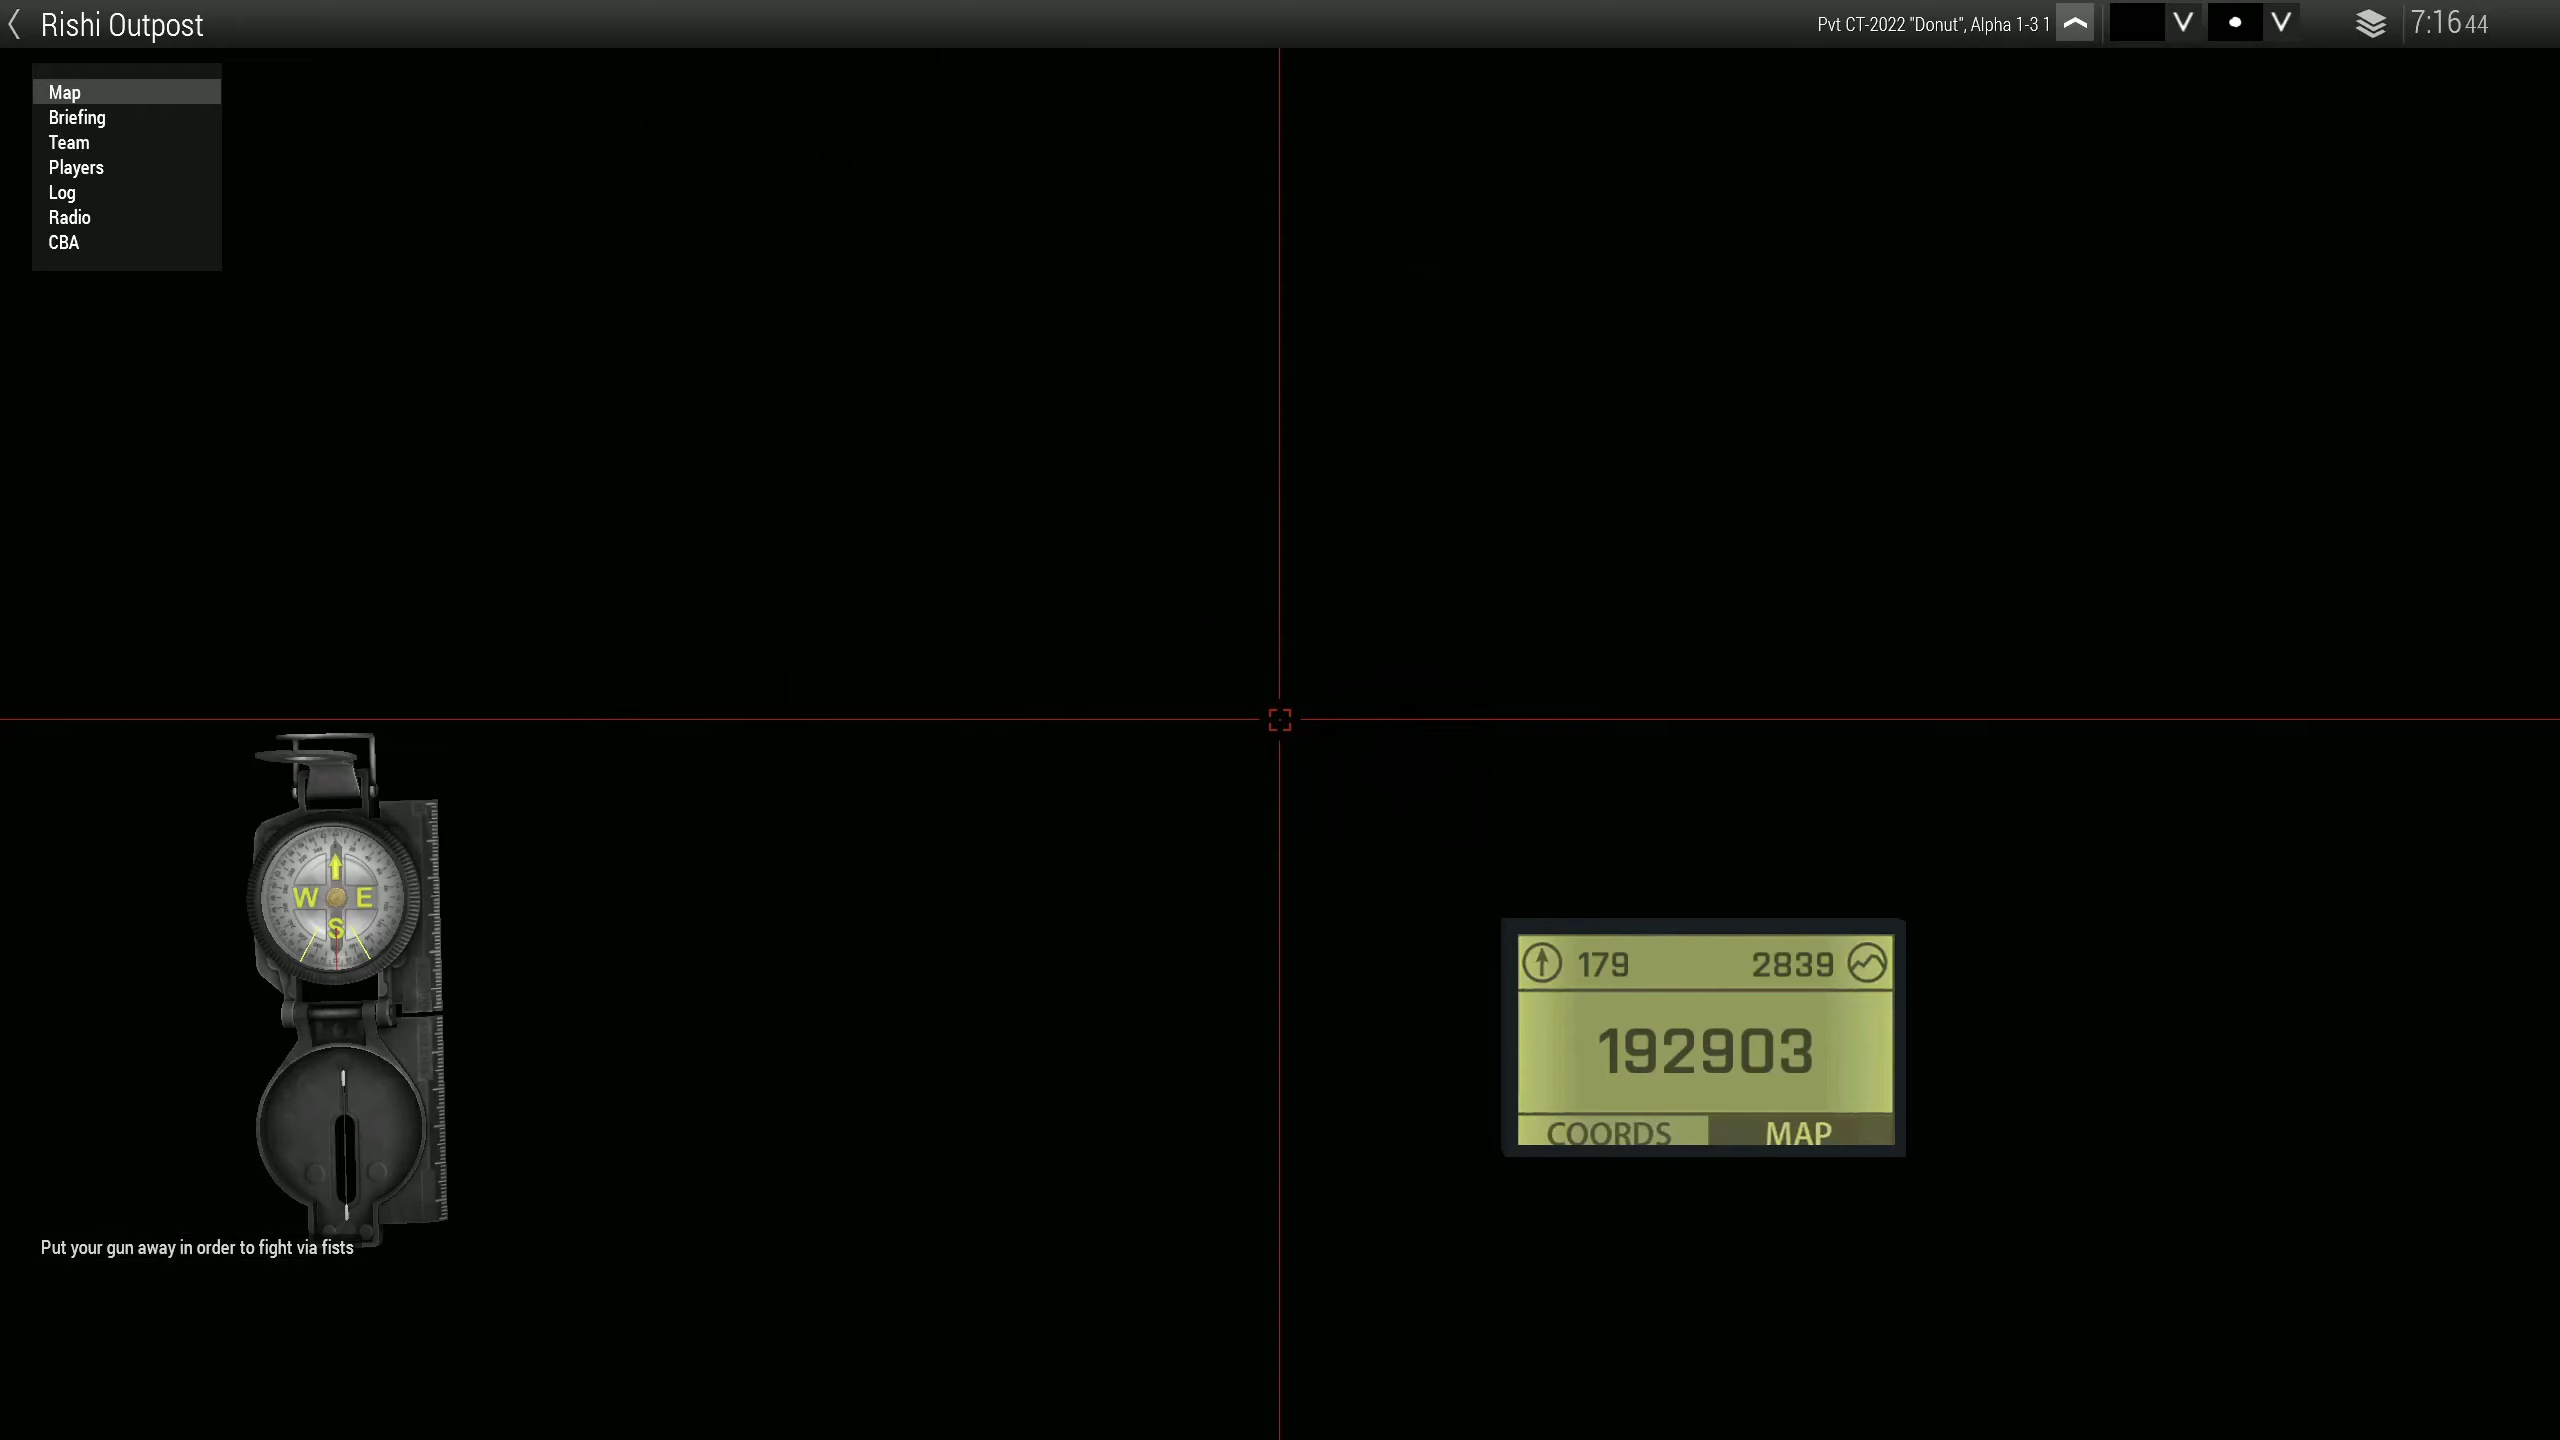 Rishi Outpost
Pvt CT-2022 "Donut", Alpha 1-3 1
7:16 44
Map
Briefing
Team
Players
Log
Radio
CBA
W E
S
179 2839
192903
COORDS MAP
Put your gun away in order to fight via fists